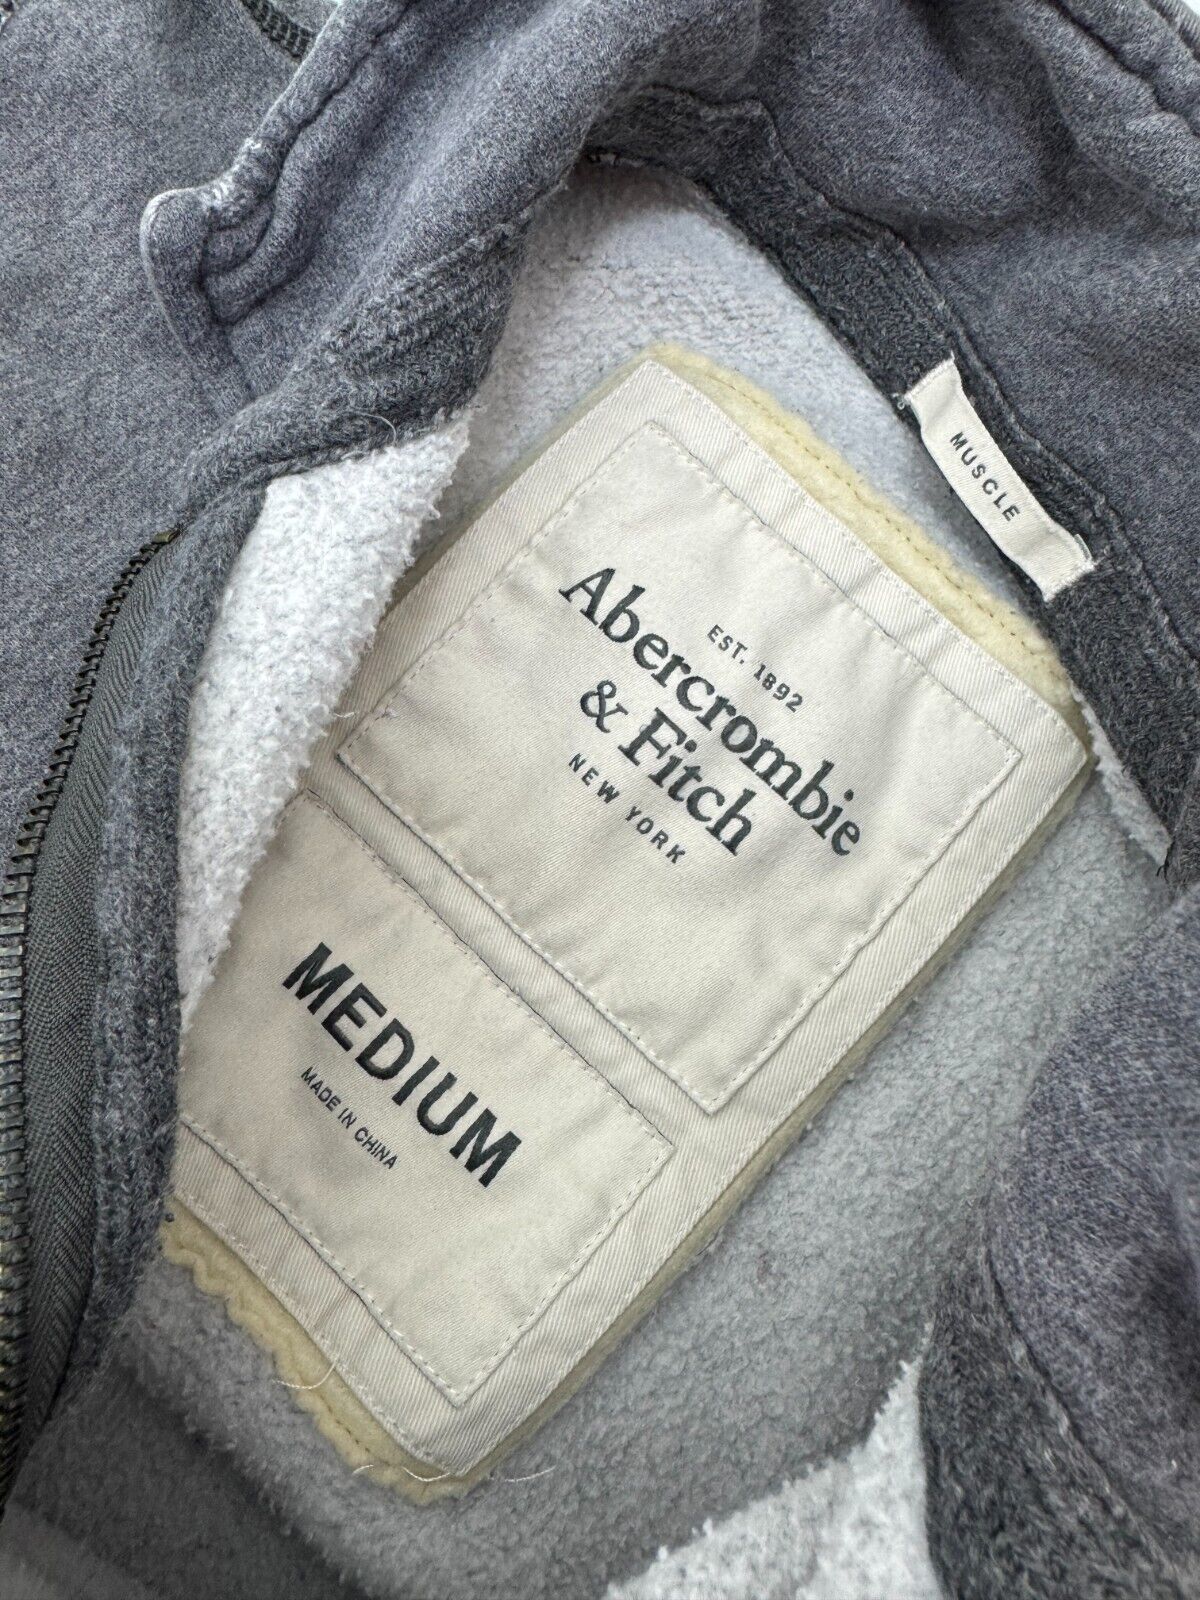 MUSCLE
EST. 1892
Abercrombie
& Fitch
NEW YORK
MEDIUM
MADE IN CHINA